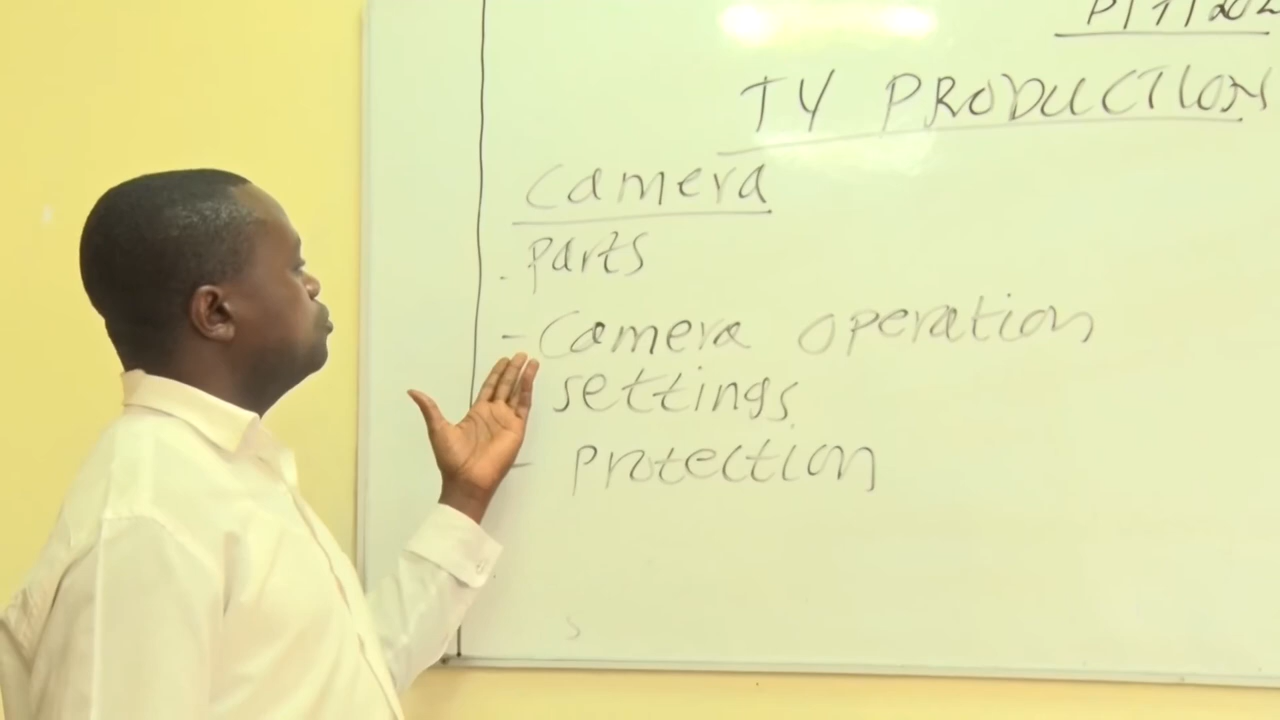 TV PRODUCTION
Camera
- Parts
- Camera operation
settings
- Protection